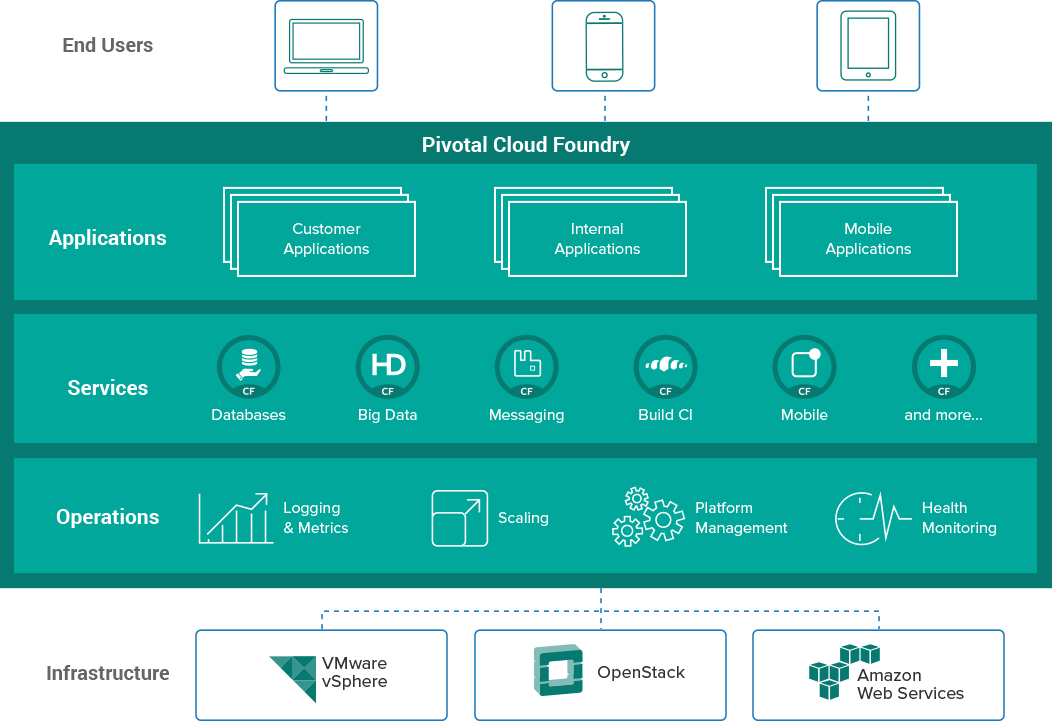 End Users
Pivotal Cloud Foundry
Applications
Customer
Applications
Internal
Applications
Mobile
Applications
Services
HD
CF
CF
CF
CF
CF
CF
Databases
Big Data
Messaging
Build CI
Mobile
and more...
Operations
Logging
& Metrics
Scaling
Platform
Management
Health
Monitoring
Infrastructure
VMware
vSphere
OpenStack
Amazon
Web Services